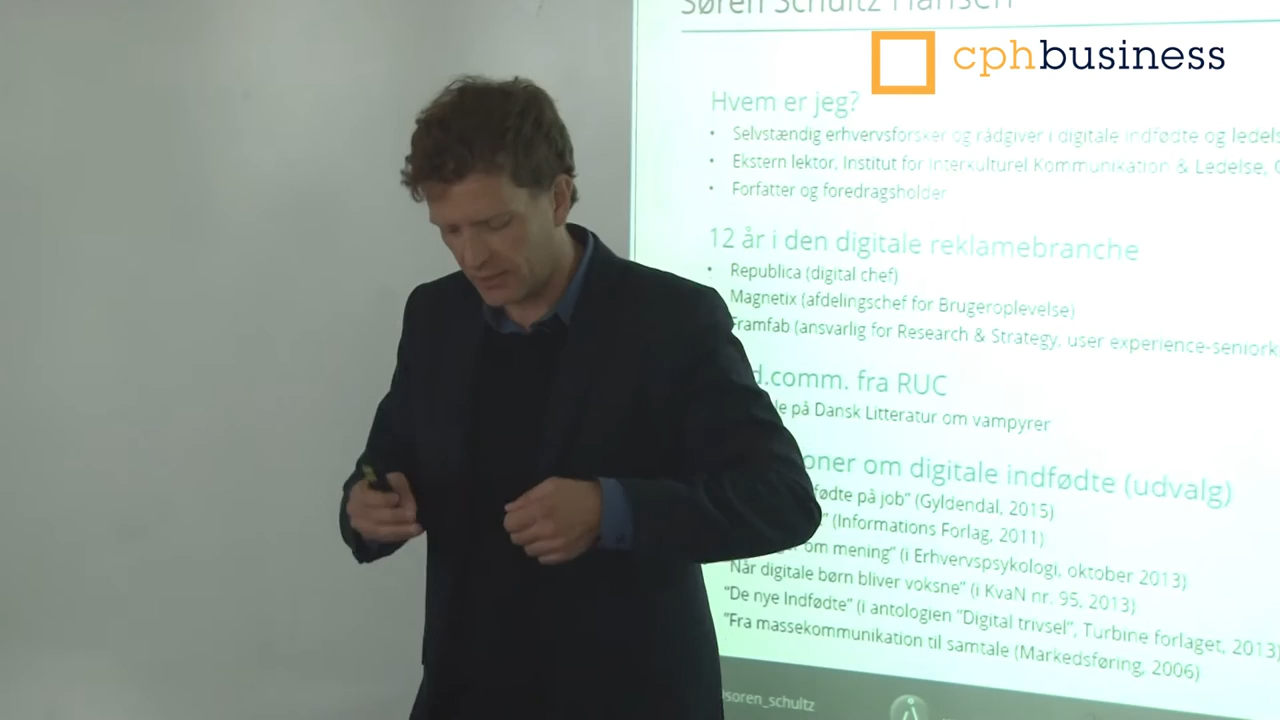 Søren Schultz Hansen
cphbusiness
Hvem er jeg?
• Selvstændig erhvervsforsker og rådgiver i digitale indfødte og ledels
• Ekstern lektor, Institut for Interkulturel Kommunikation & Ledelse,
• Forfatter og foredragsholder
12 år i den digitale reklamebranche
• Republica (digital chef)
Magnetix (afdelingschef for Brugeroplevelse)
Framfab (ansvarlig for Research & Strategy, user experience-seniork
d.comm. fra RUC
på Dansk Litteratur om vampyrer
oner om digitale indfødte (udvalg)
fødte på job" (Gyldendal, 2015)
(Informations Forlag, 2011)
om mening" (i Erhvervspsykologi, oktober 2013)
"Når digitale børn bliver voksne" (i KvaN nr. 95, 2013)
"De nye Indfødte" (i antologien "Digital trivsel", Turbine forlaget, 2013)
"Fra massekommunikation til samtale (Markedsføring, 2006)
@soren_schultz